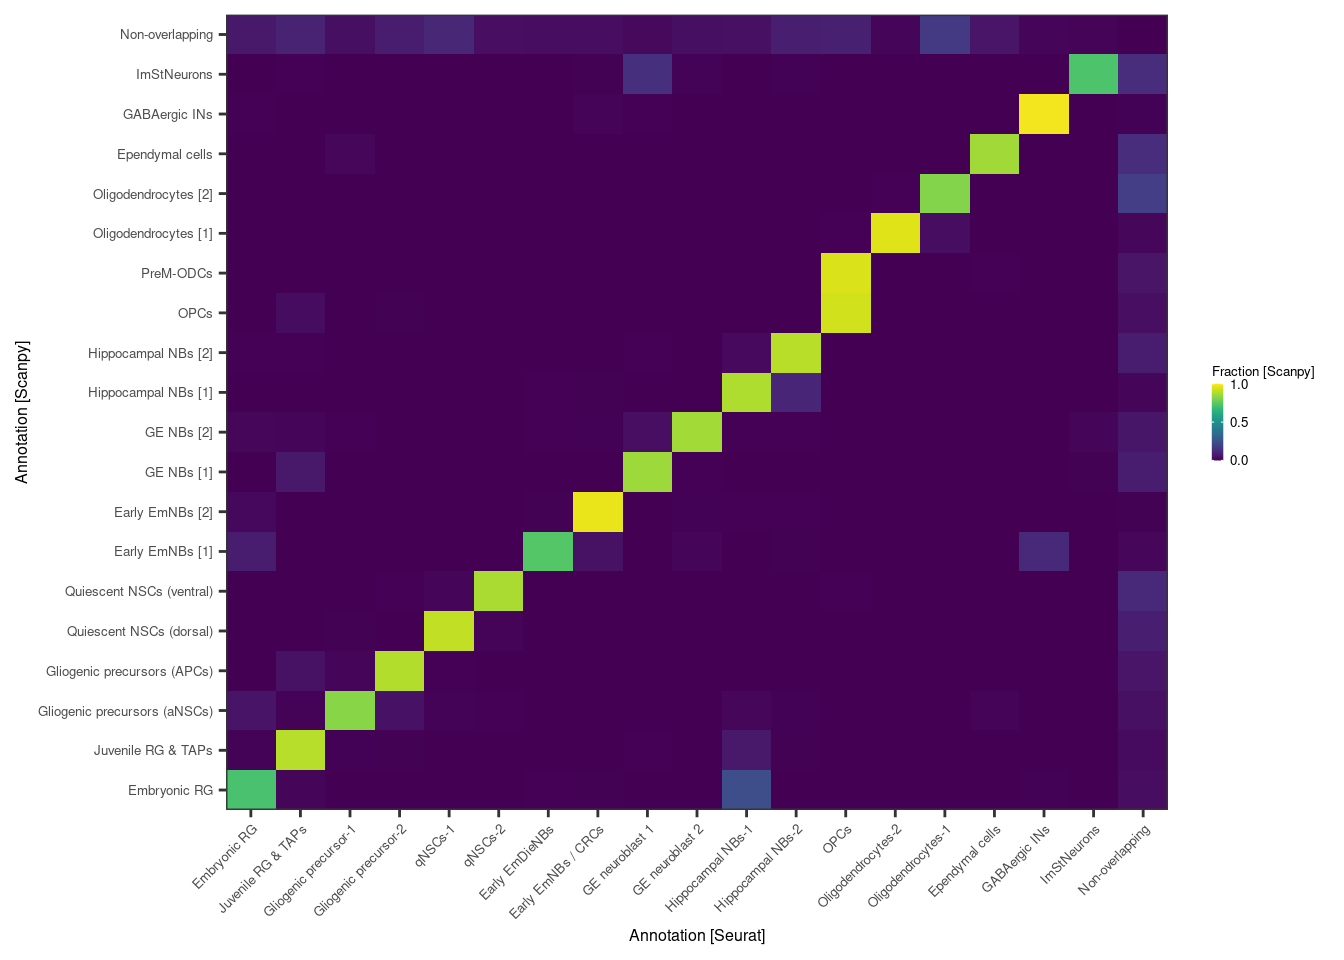 Non-overlapping
ImStNeurons
GABAergic INs
Ependymal cells
Oligodendrocytes [2]
Oligodendrocytes [1]
PreM-ODCs
OPCs
Hippocampal NBs [2]
Hippocampal NBs [1]
GE NBs [2]
GE NBs [1]
Early EmNBs [2]
Early EmNBs [1]
Quiescent NSCs (ventral)
Quiescent NSCs (dorsal)
Gliogenic precursors (APCs)
Gliogenic precursors (aNSCs)
Juvenile RG & TAPs
Embryonic RG
Annotation [Scanpy]
Embryonic RG
Juvenile RG & TAPs
Gliogenic precursor-1
Gliogenic precursor-2
qNSCs-1
qNSCs-2
Early EmDieNBs
Early EmNBs / CRCs
GE neuroblast 1
GE neuroblast 2
Hippocampal NBs-1
Hippocampal NBs-2
OPCs
Oligodendrocytes-2
Oligodendrocytes-1
Ependymal cells
GABAergic INs
ImStNeurons
Non-overlapping
Annotation [Seurat]
Fraction [Scanpy]
1.0
0.5
0.0